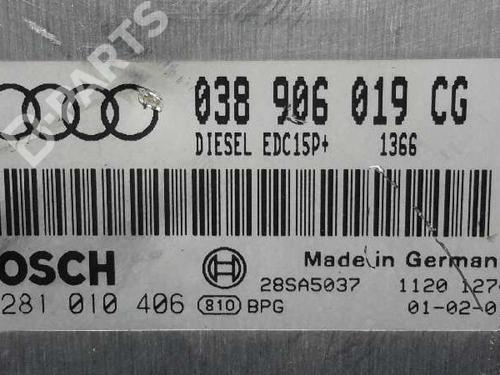 B-PARTS
038 906 019 CG
DIESEL EDC15P+ 1366
OSCH
Made in German
28SA5037 1120 127
281 010 406 810 BPG 01-02-0